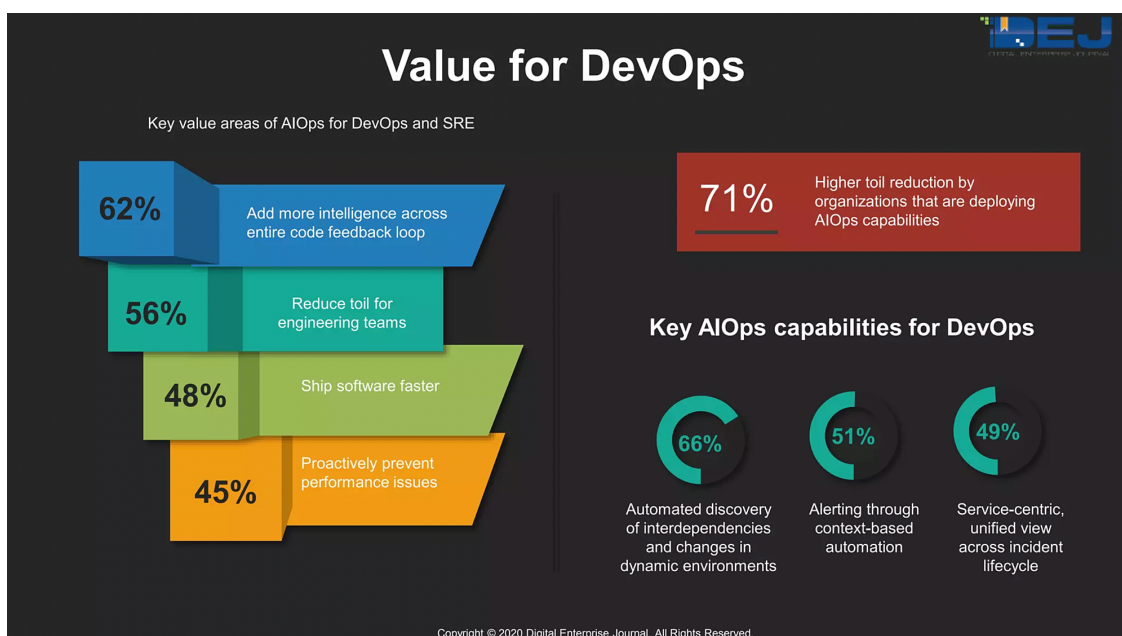 DEJ
DIGITAL ENTERPRISE JOURNAL
Value for DevOps
Key value areas of AIOps for DevOps and SRE
62%
Add more intelligence across
entire code feedback loop
56%
Reduce toil for
engineering teams
48%
Ship software faster
45%
Proactively prevent
performance issues
71%
Higher toil reduction by
organizations that are deploying
AIOps capabilities
Key AIOps capabilities for DevOps
66%
Automated discovery
of interdependencies
and changes in
dynamic environments
51%
Alerting through
context-based
automation
49%
Service-centric,
unified view
across incident
lifecycle
Copyright © 2020 Digital Enterprise Journal. All Rights Reserved